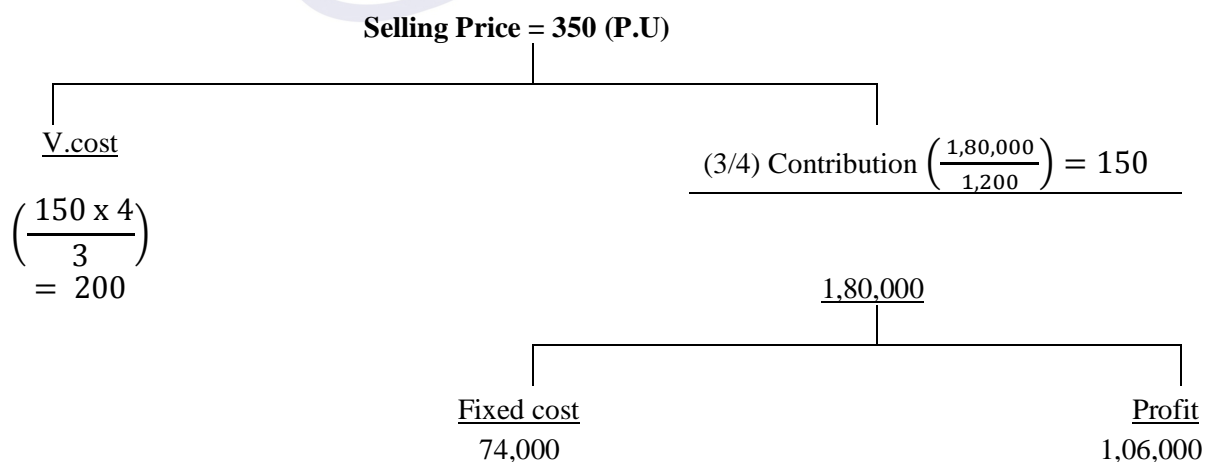 Selling Price = 350 (P.U)
V.cost
(3/4) Contribution (1,80,000/1,200) = 150
(150 x 4/3)
= 200
1,80,000
Fixed cost Profit
74,000 1,06,000